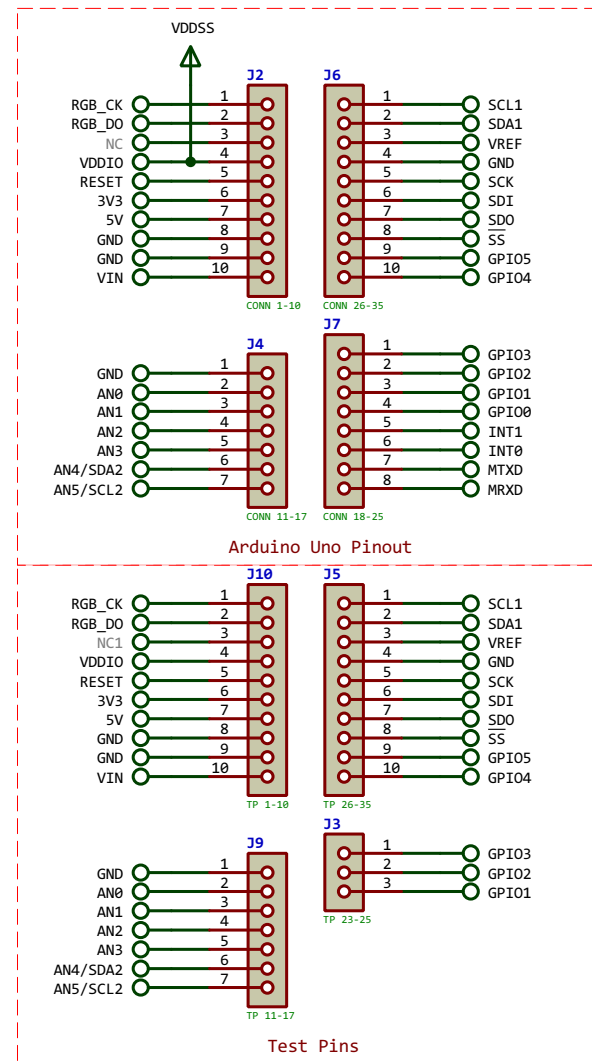 VDDSS
J2
RGB_CK 1
RGB_DO 2
NC 3
VDDIO 4
RESET 5
3V3 6
5V 7
GND 8
GND 9
VIN 10
CONN 1-10
J6
1 SCL1
2 SDA1
3 VREF
4 GND
5 SCK
6 SDI
7 SDO
8 S̅S̅
9 GPIO5
10 GPIO4
CONN 26-35
J4
GND 1
AN0 2
AN1 3
AN2 4
AN3 5
AN4/SDA2 6
AN5/SCL2 7
CONN 11-17
J7
1 GPIO3
2 GPIO2
3 GPIO1
4 GPIO0
5 INT1
6 INT0
7 MTXD
8 MRXD
CONN 18-25
Arduino Uno Pinout
J10
RGB_CK 1
RGB_DO 2
NC1 3
VDDIO 4
RESET 5
3V3 6
5V 7
GND 8
GND 9
VIN 10
TP 1-10
J5
1 SCL1
2 SDA1
3 VREF
4 GND
5 SCK
6 SDI
7 SDO
8 S̅S̅
9 GPIO5
10 GPIO4
TP 26-35
J9
GND 1
AN0 2
AN1 3
AN2 4
AN3 5
AN4/SDA2 6
AN5/SCL2 7
TP 11-17
J3
1 GPIO3
2 GPIO2
3 GPIO1
TP 23-25
Test Pins